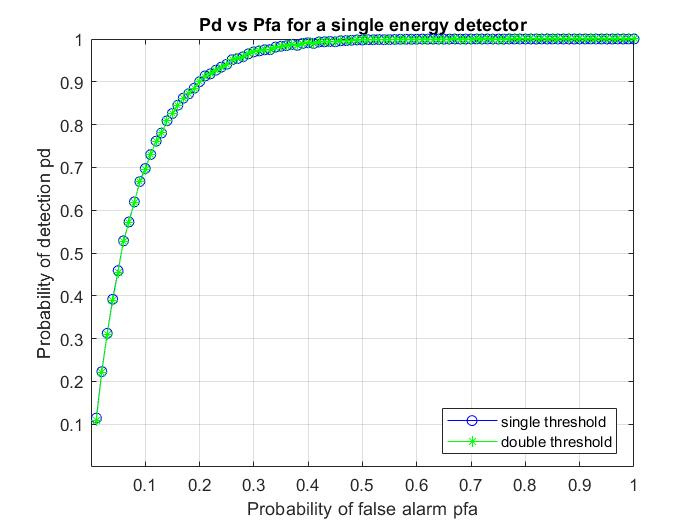 Pd vs Pfa for a single energy detector
1
0.9
0.8
0.7
0.6
0.5
0.4
0.3
0.2
0.1
Probability of detection pd
single threshold
double threshold
0.1 0.2 0.3 0.4 0.5 0.6 0.7 0.8 0.9 1
Probability of false alarm pfa